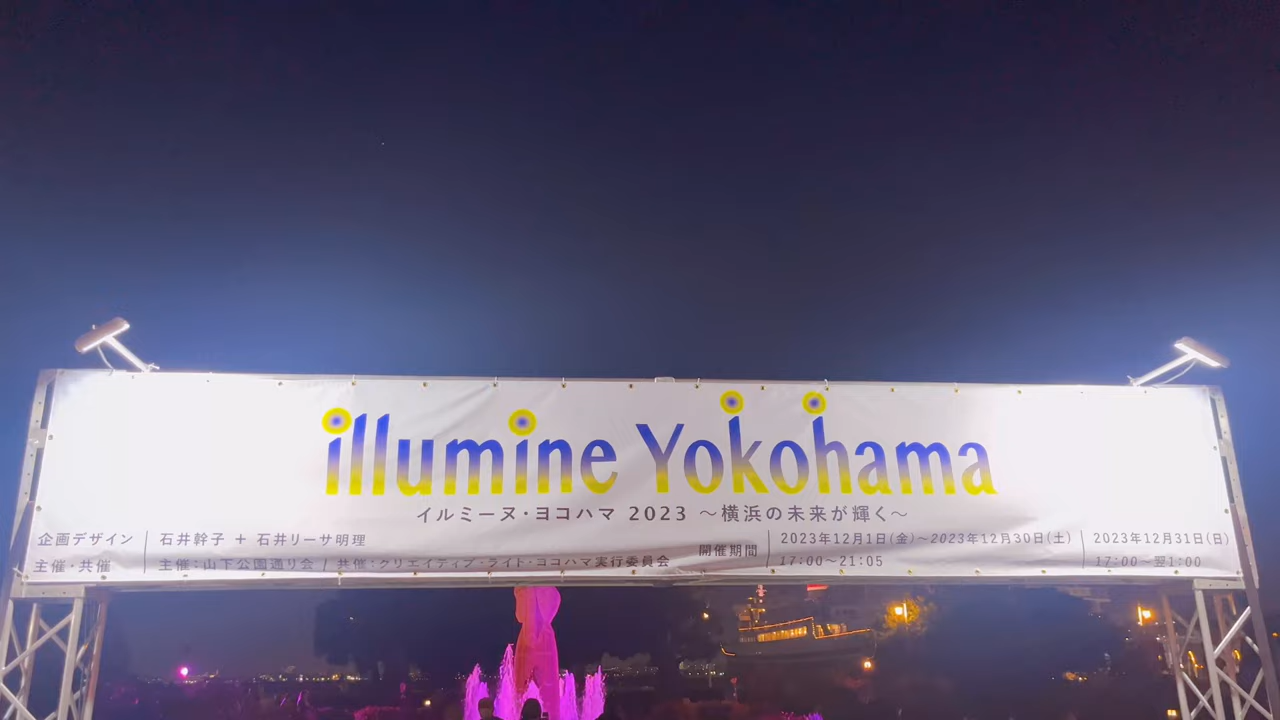 illumine Yokohama
イルミーヌ・ヨコハマ 2023 ～横浜の未来が輝く～
企画デザイン 石井幹子 + 石井リーサ明理
主催・共催 主催：山下公園通り会 / 共催：クリエイティブ・ライト・ヨコハマ実行委員会
開催期間 2023年12月1日(金)～2023年12月30日(土) 2023年12月31日(日)
17:00～21:05 17:00～翌1:00